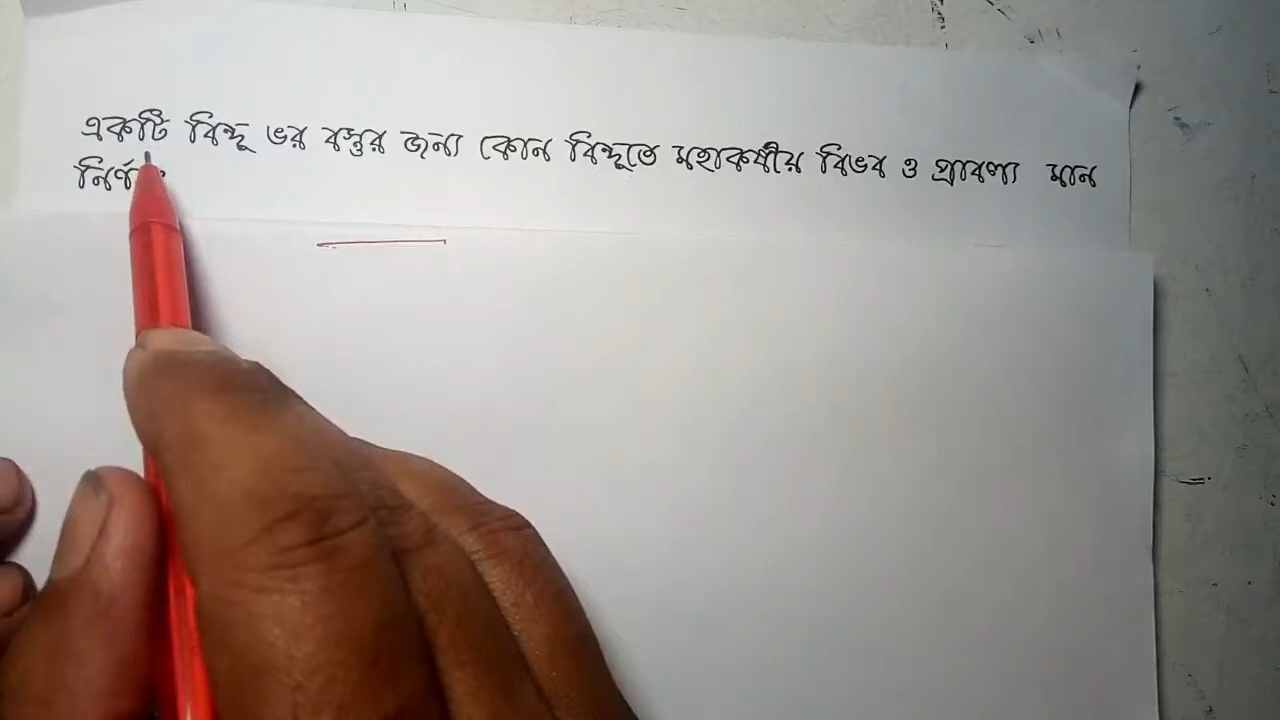 একটি বিন্দু ভর বস্তুর জন্য কোন বিন্দুতে মহাকর্ষীয় বিভব ও প্রাবল্য মান